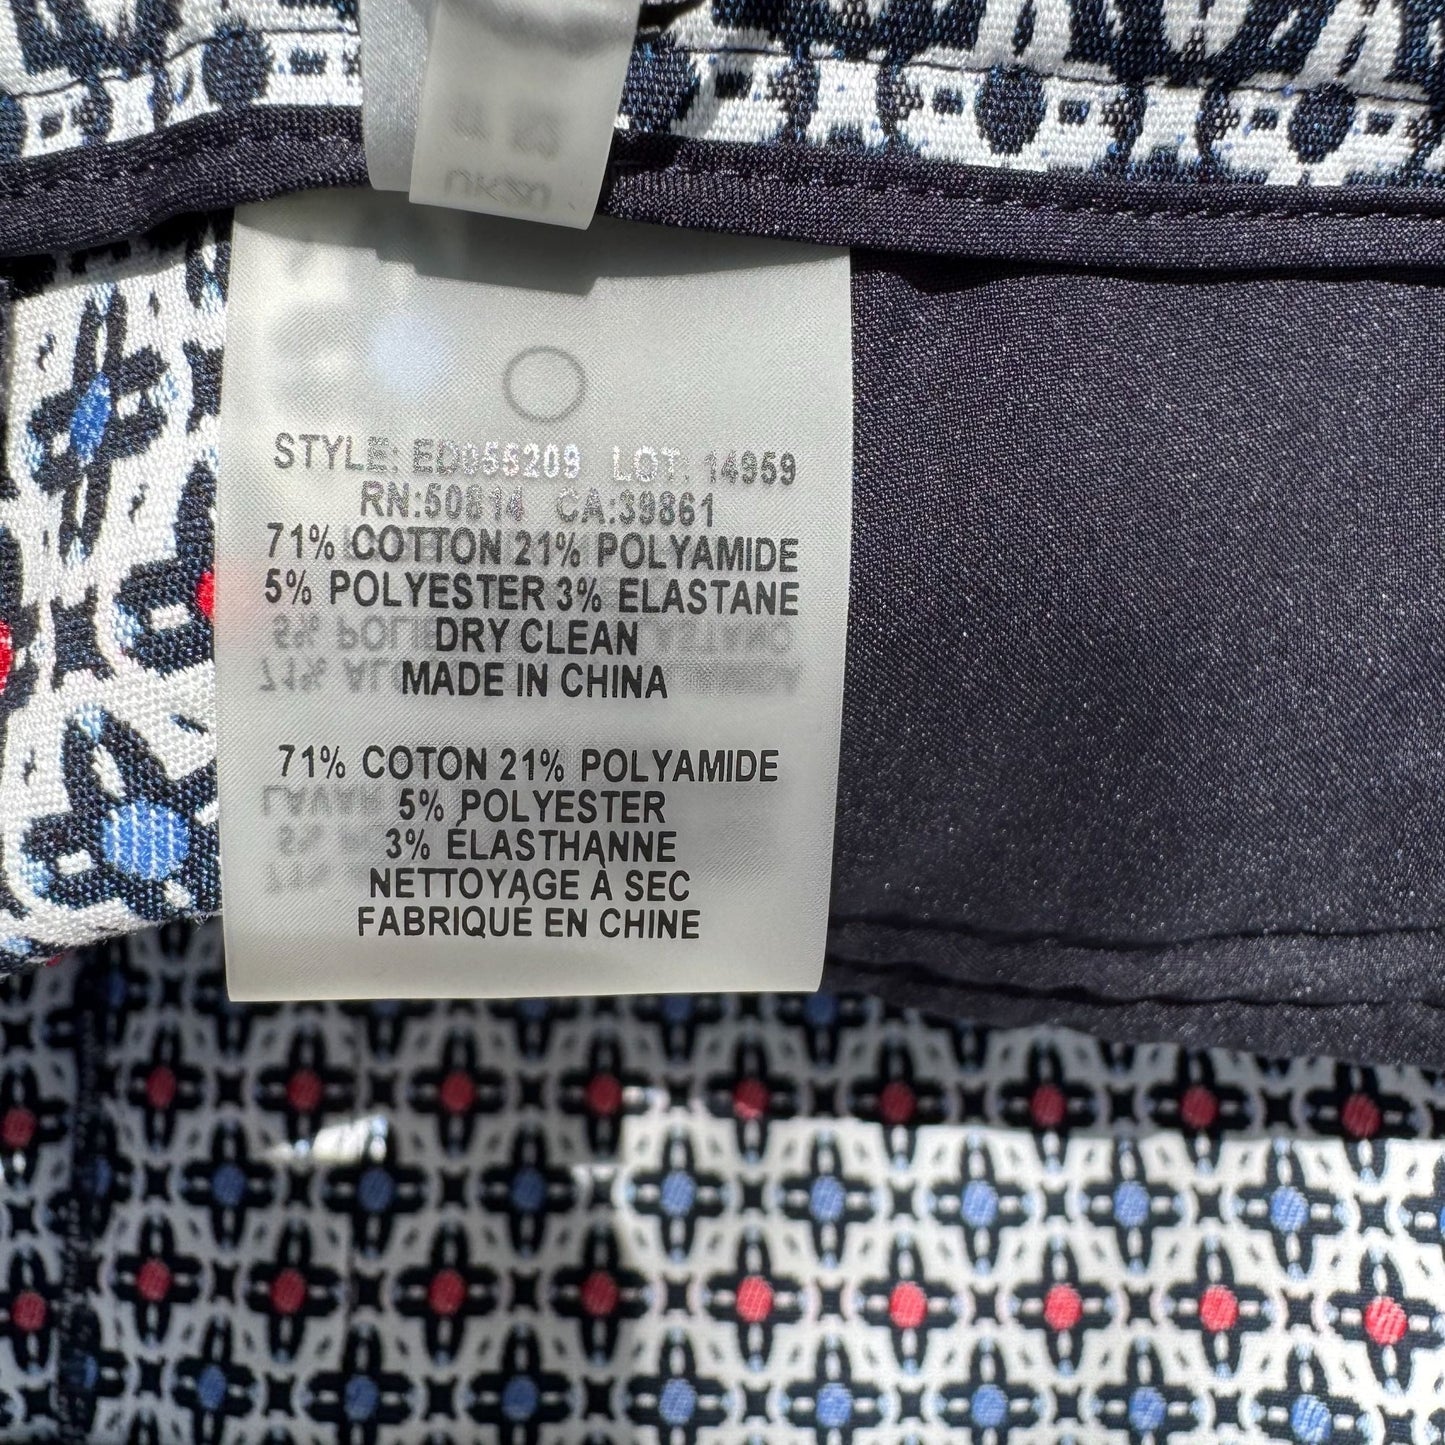 UK20
STYLE: ED056209 LOT: 14959
RN:50814 CA:39861
71% COTTON 21% POLYAMIDE
5% POLYESTER 3% ELASTANE
DRY CLEAN
MADE IN CHINA
71% COTON 21% POLYAMIDE
5% POLYESTER
3% ÉLASTHANNE
NETTOYAGE À SEC
FABRIQUÉ EN CHINE